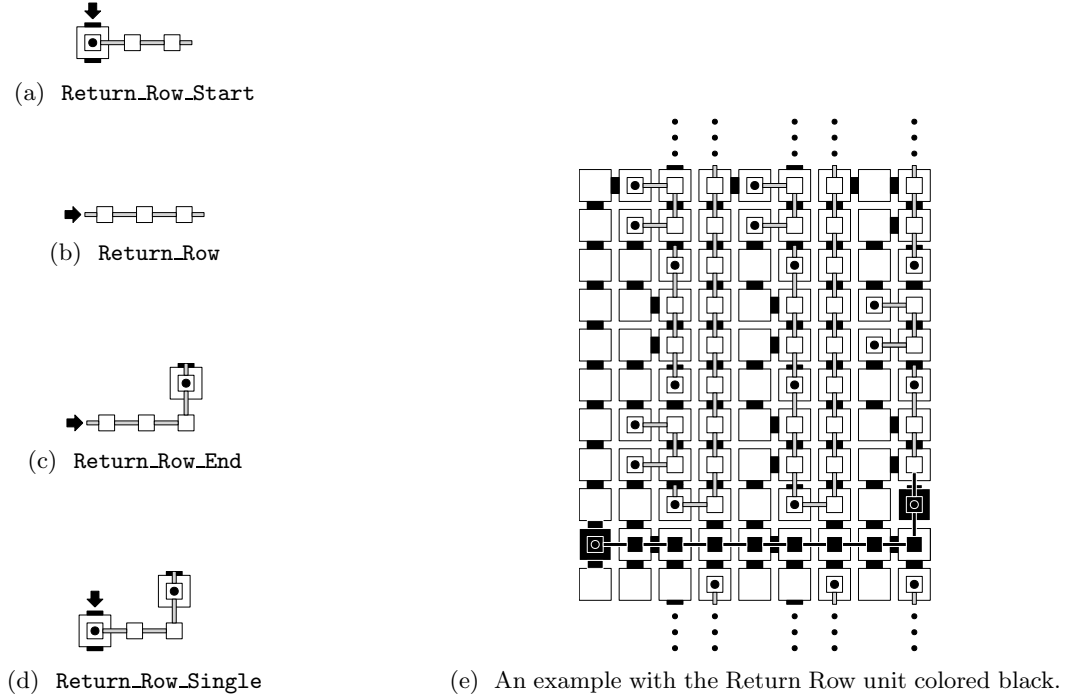 (a) Return_Row_Start
(b) Return_Row
(c) Return_Row_End
(d) Return_Row_Single
(e) An example with the Return Row unit colored black.